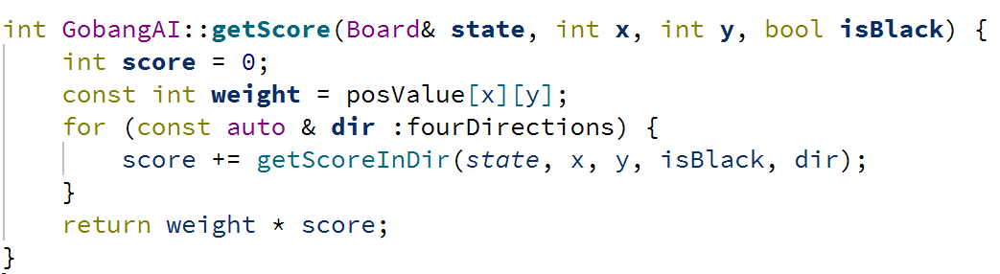 int GobangAI::getScore(Board& state, int x, int y, bool isBlack) {
    int score = 0;
    const int weight = posValue[x][y];
    for (const auto & dir :fourDirections) {
        score += getScoreInDir(state, x, y, isBlack, dir);
    }
    return weight * score;
}